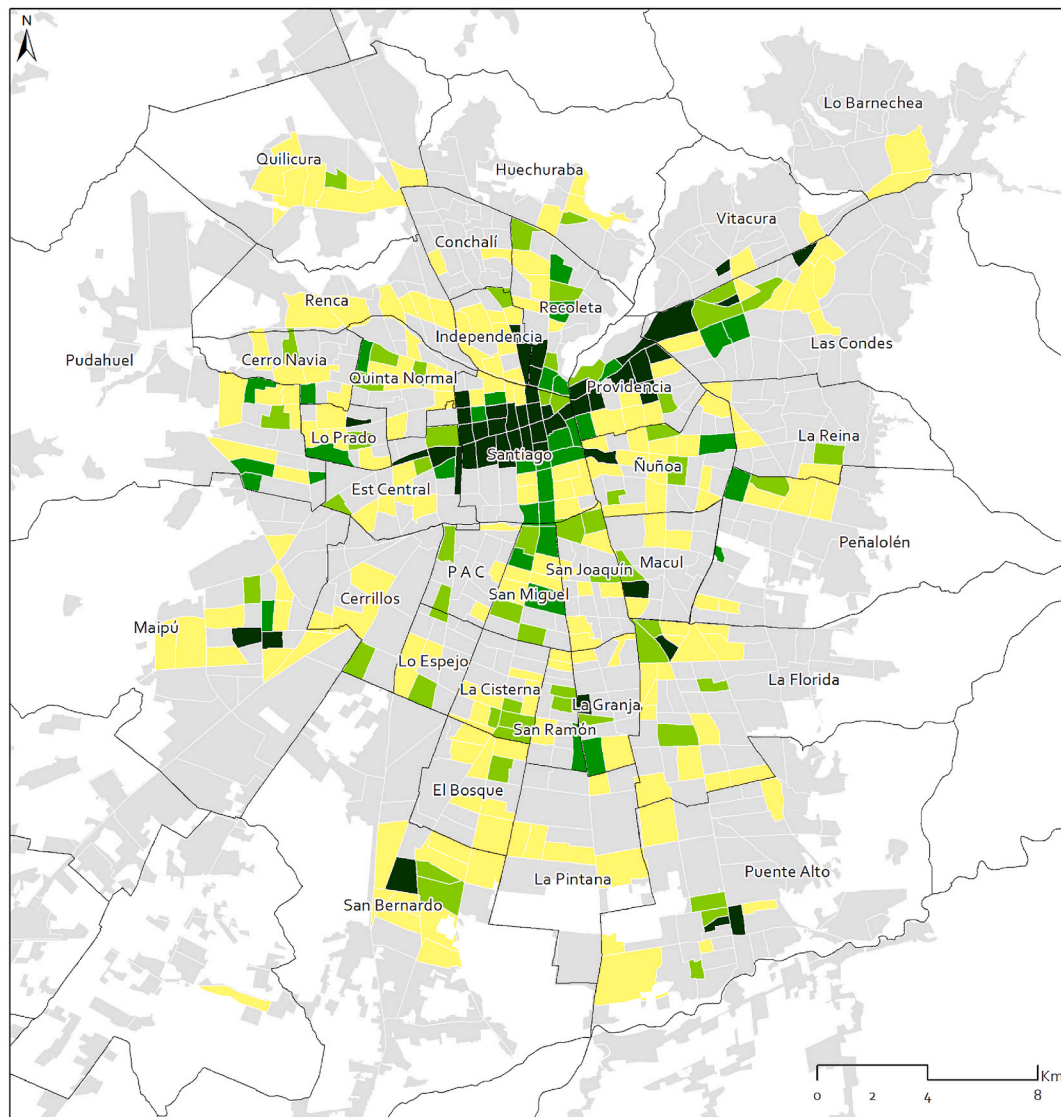 N
Lo Barnechea
Quilicura
Huechuraba
Vitacura
Conchalí
Renca
Recoleta
Independencia
Las Condes
Pudahuel
Cerro Navia
Quinta Normal
Providencia
Lo Prado
La Reina
Santiago
Ñuñoa
Est Central
Peñalolén
P A C
San Joaquín
Macul
Cerrillos
San Miguel
Maipú
Lo Espejo
La Cisterna
La Florida
La Granja
San Ramón
El Bosque
La Pintana
Puente Alto
San Bernardo
Km
0 2 4 8